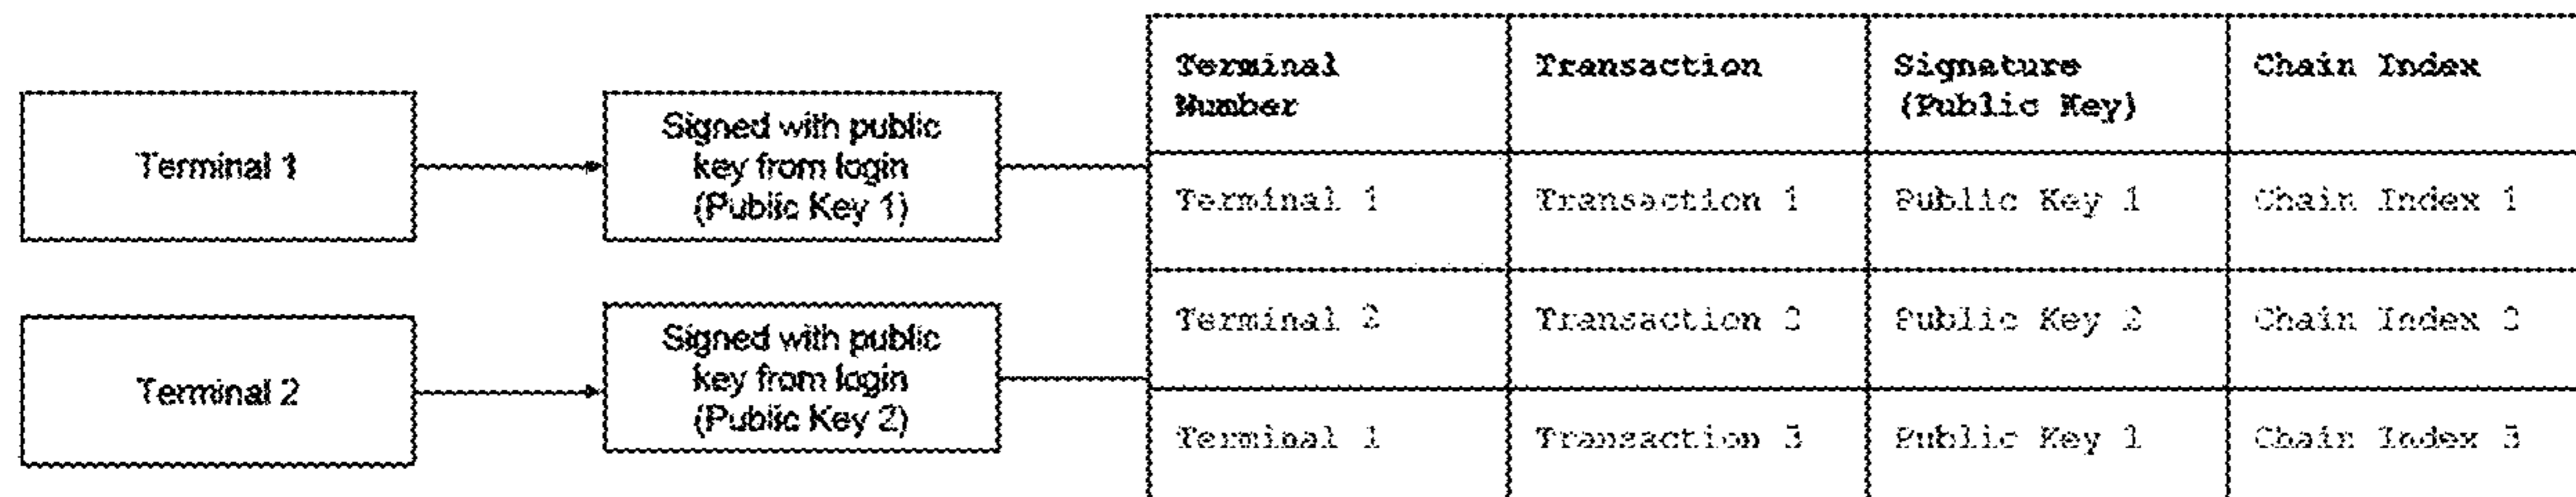 Terminal 1
Signed with public
key from login
(Public Key 1)
Terminal 2
Signed with public
key from login
(Public Key 2)
Terminal
Number
Transaction
Signature
(Public Key)
Chain Index
Terminal 1
Transaction 1
Public Key 1
Chain Index 1
Terminal 2
Transaction 2
Public Key 2
Chain Index 2
Terminal 1
Transaction 3
Public Key 1
Chain Index 3